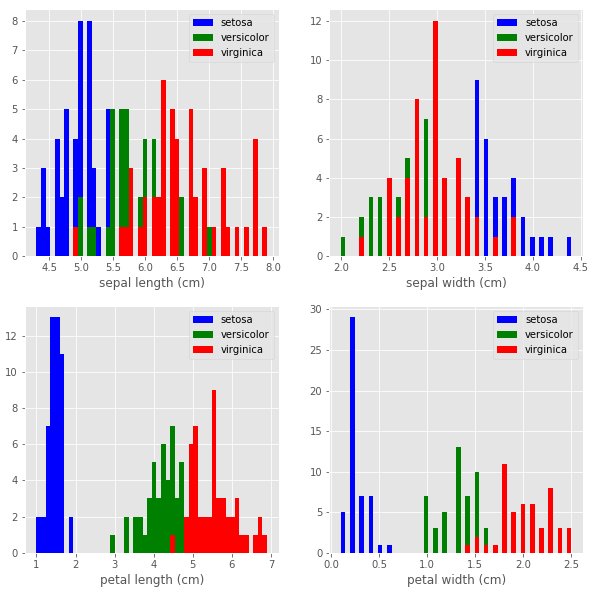 setosa
versicolor
virginica
8
7
6
5
4
3
2
1
0
4.5 5.0 5.5 6.0 6.5 7.0 7.5 8.0
sepal length (cm)
setosa
versicolor
virginica
12
10
8
6
4
2
0
2.0 2.5 3.0 3.5 4.0 4.5
sepal width (cm)
setosa
versicolor
virginica
12
10
8
6
4
2
0
1 2 3 4 5 6 7
petal length (cm)
setosa
versicolor
virginica
30
25
20
15
10
5
0
0.0 0.5 1.0 1.5 2.0 2.5
petal width (cm)